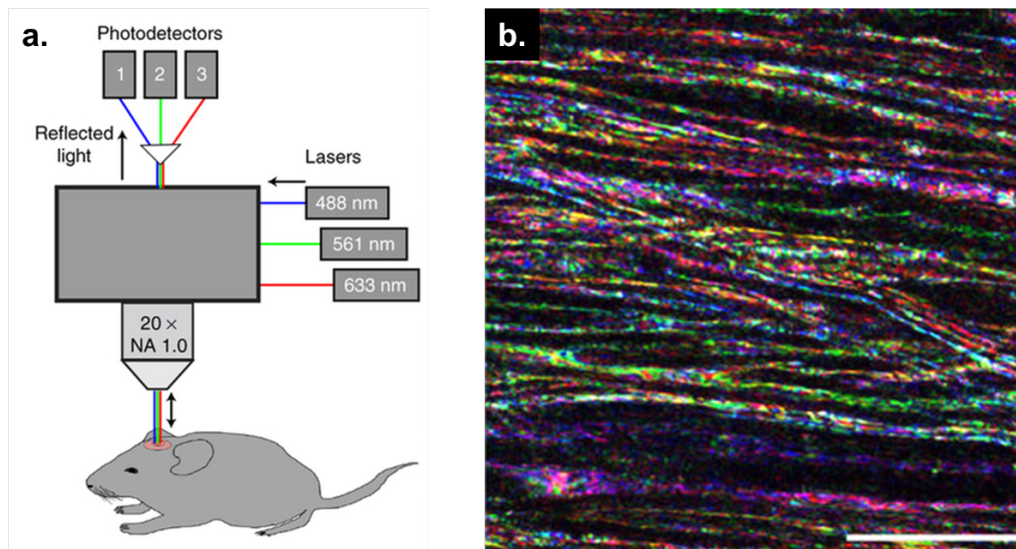 a.
Photodetectors
1 2 3
Reflected
light
Lasers
488 nm
561 nm
633 nm
20 ×
NA 1.0
b.